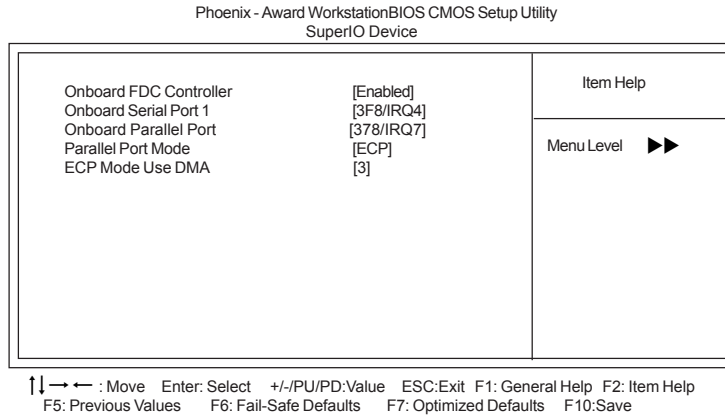 Phoenix - Award WorkstationBIOS CMOS Setup Utility
SuperIO Device
Onboard FDC Controller [Enabled]
Onboard Serial Port 1 [3F8/IRQ4]
Onboard Parallel Port [378/IRQ7]
Parallel Port Mode [ECP]
ECP Mode Use DMA [3]
Item Help
Menu Level ▶▶
↑↓→← : Move Enter: Select +/-/PU/PD:Value ESC:Exit F1: General Help F2: Item Help
F5: Previous Values F6: Fail-Safe Defaults F7: Optimized Defaults F10:Save